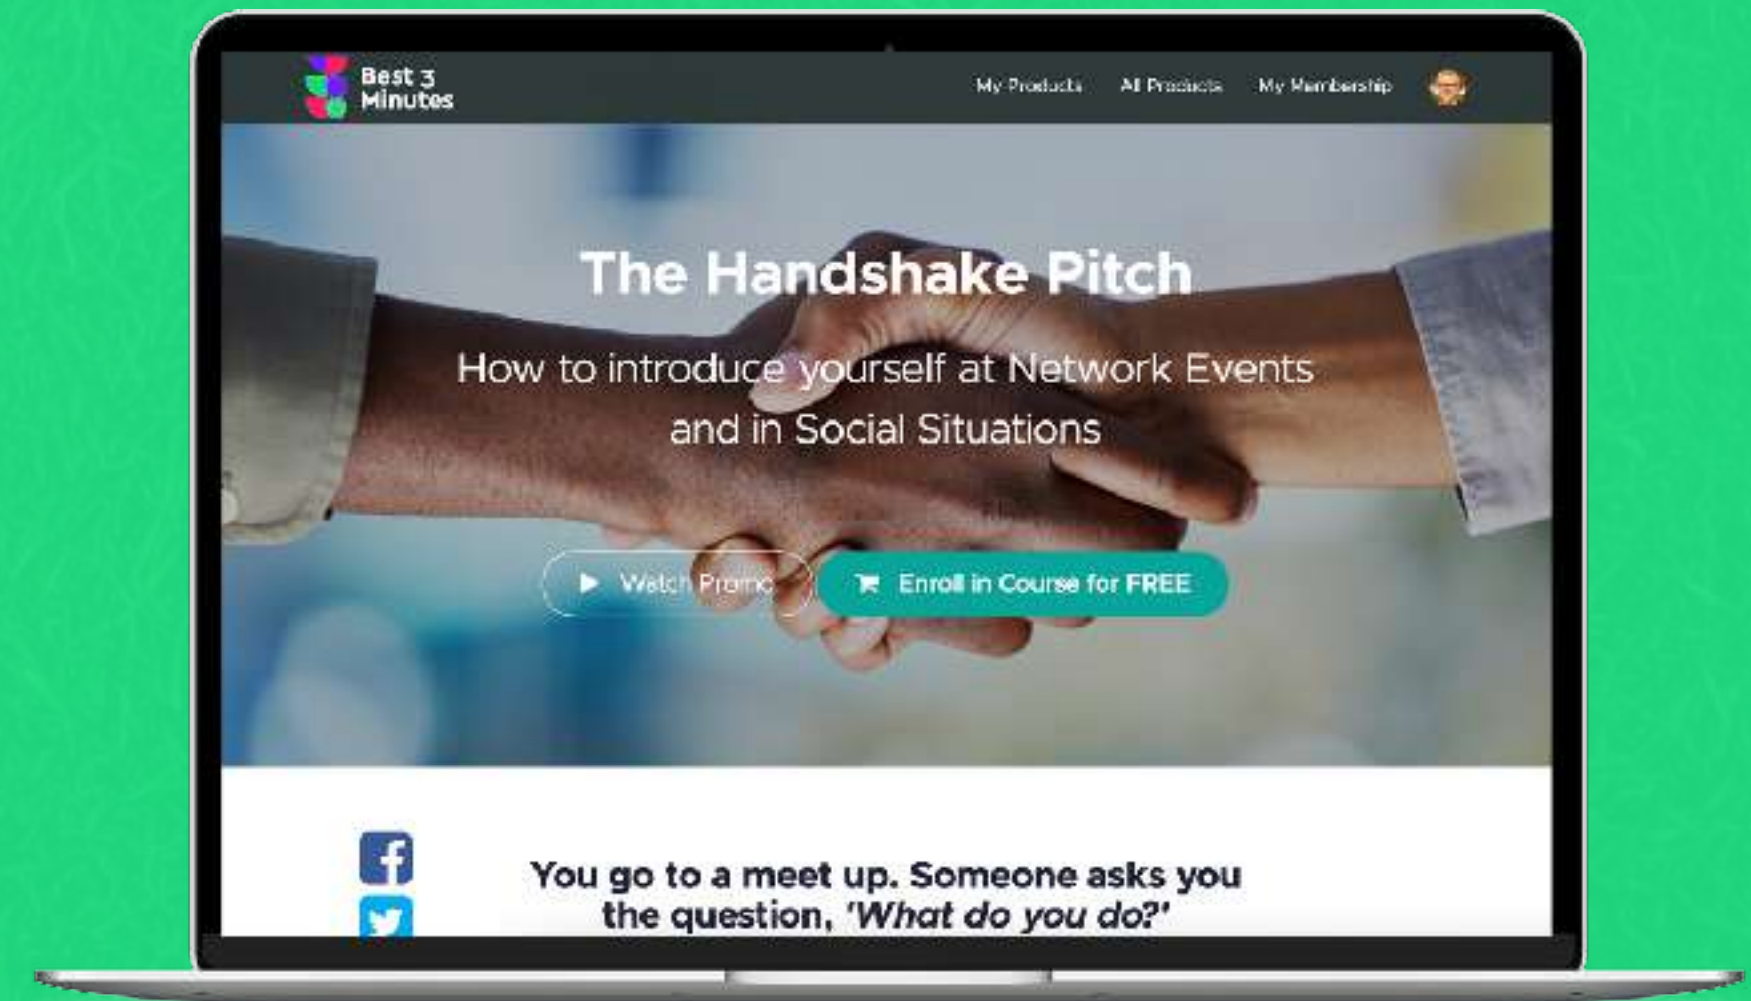 Best 3
Minutes
My Products
All Products
My Membership
The Handshake Pitch
How to introduce yourself at Network Events
and in Social Situations
Watch Promo
Enroll in Course for FREE
You go to a meet up. Someone asks you
the question, 'What do you do?'